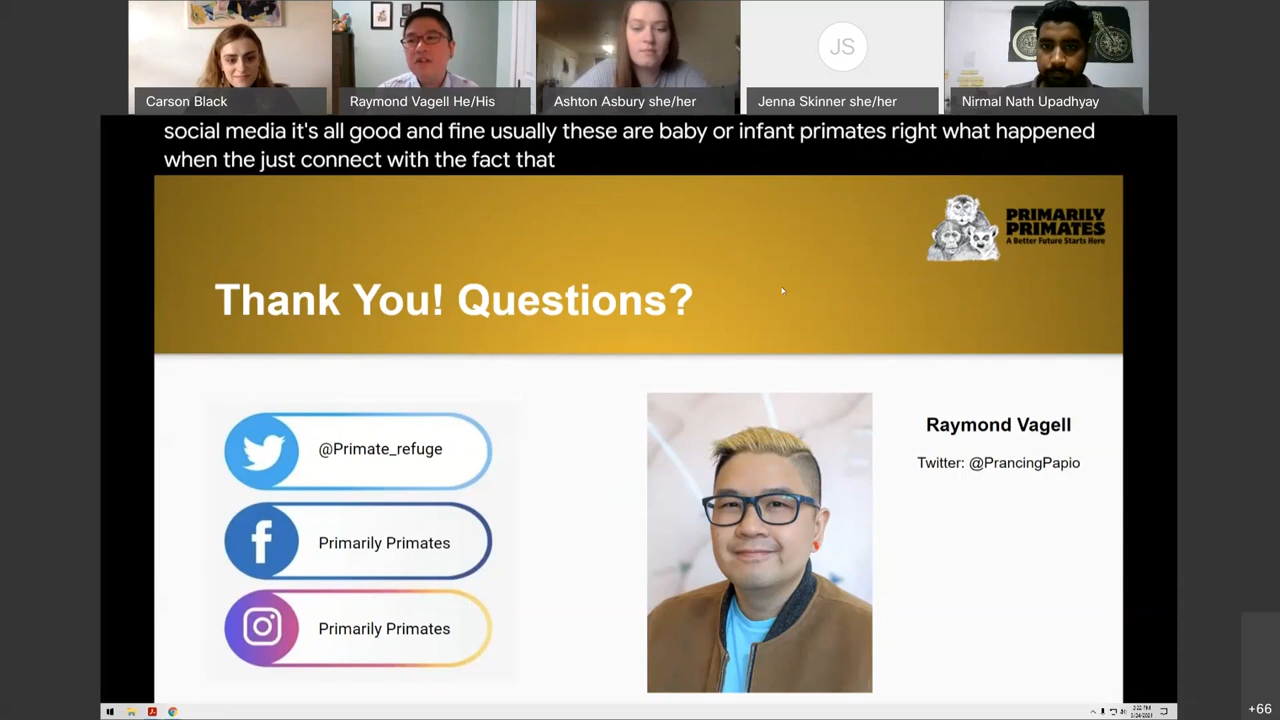 JS
Carson Black
Raymond Vagell He/His
Ashton Asbury she/her
Jenna Skinner she/her
Nirmal Nath Upadhyay
social media it's all good and fine usually these are baby or infant primates right what happened
when the just connect with the fact that
PRIMARILY
PRIMATES
A Better Future Starts Here
Thank You! Questions?
@Primate_refuge
Primarily Primates
Primarily Primates
Raymond Vagell
Twitter: @PrancingPapio
+66